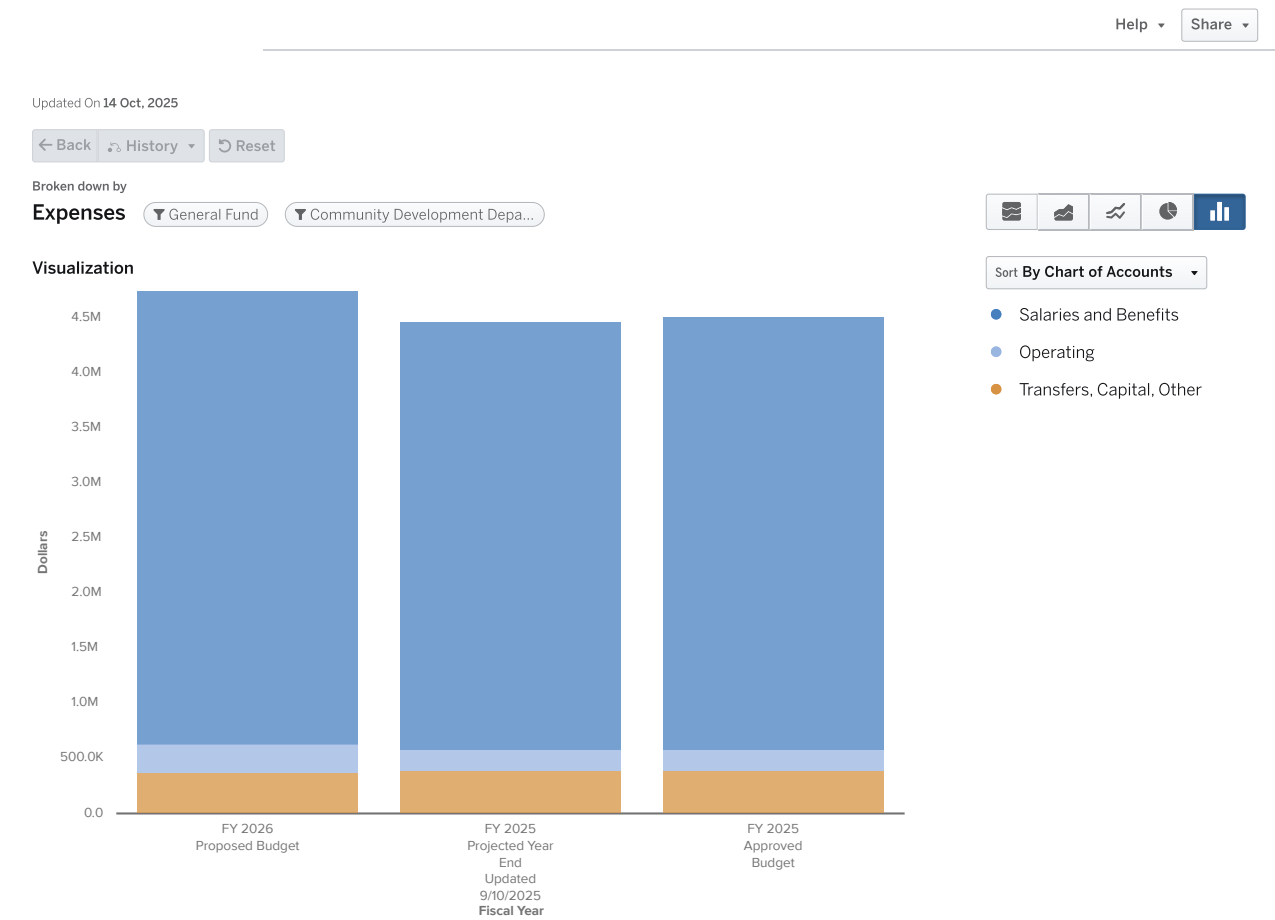 Help
Share
Updated On 14 Oct, 2025
Back
History
Reset
Broken down by
Expenses
General Fund
Community Development Depa...
Visualization
Sort By Chart of Accounts
Salaries and Benefits
Operating
Transfers, Capital, Other
4.5M
4.0M
3.5M
3.0M
2.5M
2.0M
1.5M
1.0M
500.0K
0.0
Dollars
FY 2026
Proposed Budget
FY 2025
Projected Year
End
Updated
9/10/2025
FY 2025
Approved
Budget
Fiscal Year